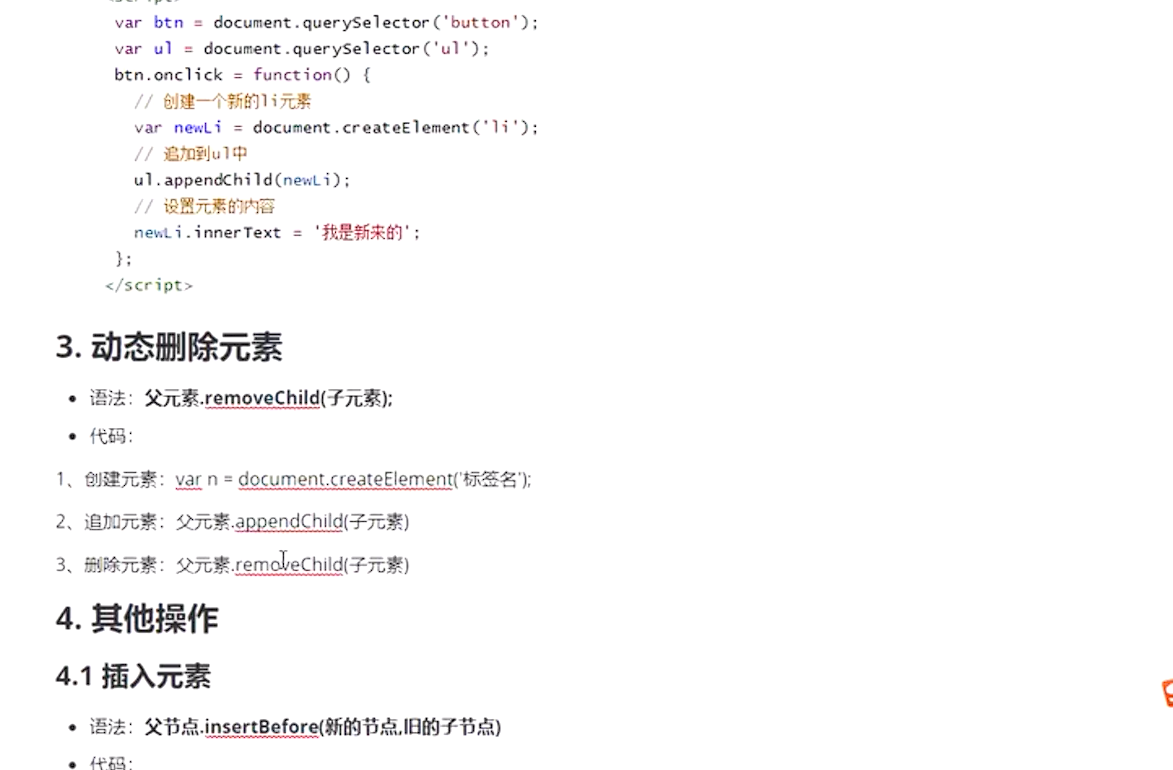 <script>
var btn = document.querySelector('button');
var ul = document.querySelector('ul');
btn.onclick = function() {
// 创建一个新的li元素
var newLi = document.createElement('li');
// 追加到ul中
ul.appendChild(newLi);
// 设置元素的内容
newLi.innerText = '我是新来的';
};
</script>
3. 动态删除元素
• 语法：父元素.removeChild(子元素);
• 代码：
1、创建元素：var n = document.createElement('标签名');
2、追加元素：父元素.appendChild(子元素)
3、删除元素：父元素.removeChild(子元素)
4. 其他操作
4.1 插入元素
• 语法：父节点.insertBefore(新的节点,旧的子节点)
• 代码：